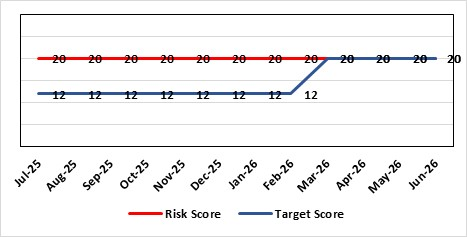 20 20 20 20 20 20 20 20 20 20 20 20
12 12 12 12 12 12 12 12
Jul-25 Aug-25 Sep-25 Oct-25 Nov-25 Dec-25 Jan-26 Feb-26 Mar-26 Apr-26 May-26 Jun-26
Risk Score Target Score